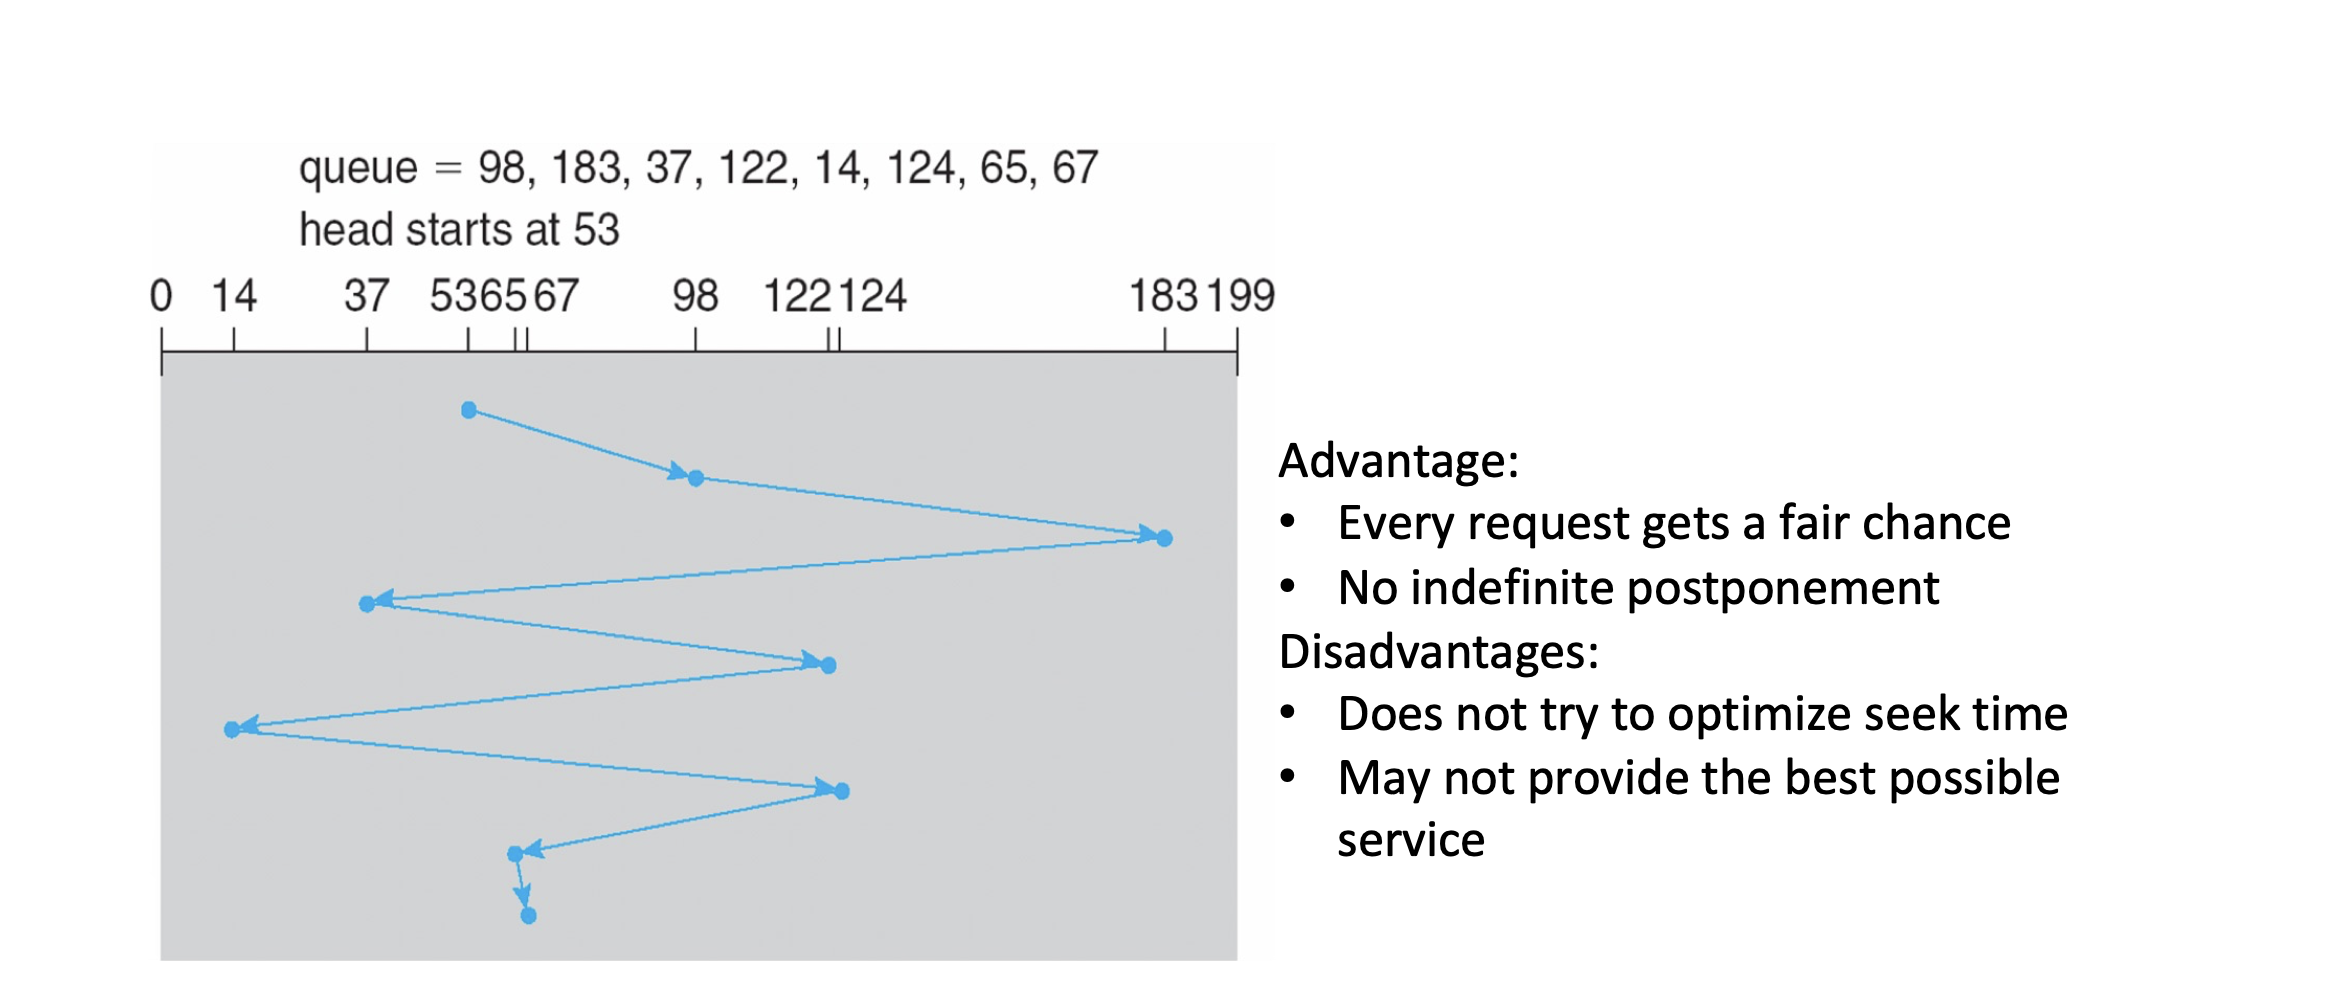 queue = 98, 183, 37, 122, 14, 124, 65, 67
head starts at 53
0 14 37 53 65 67 98 122 124 183 199
Advantage:
• Every request gets a fair chance
• No indefinite postponement
Disadvantages:
• Does not try to optimize seek time
• May not provide the best possible
service